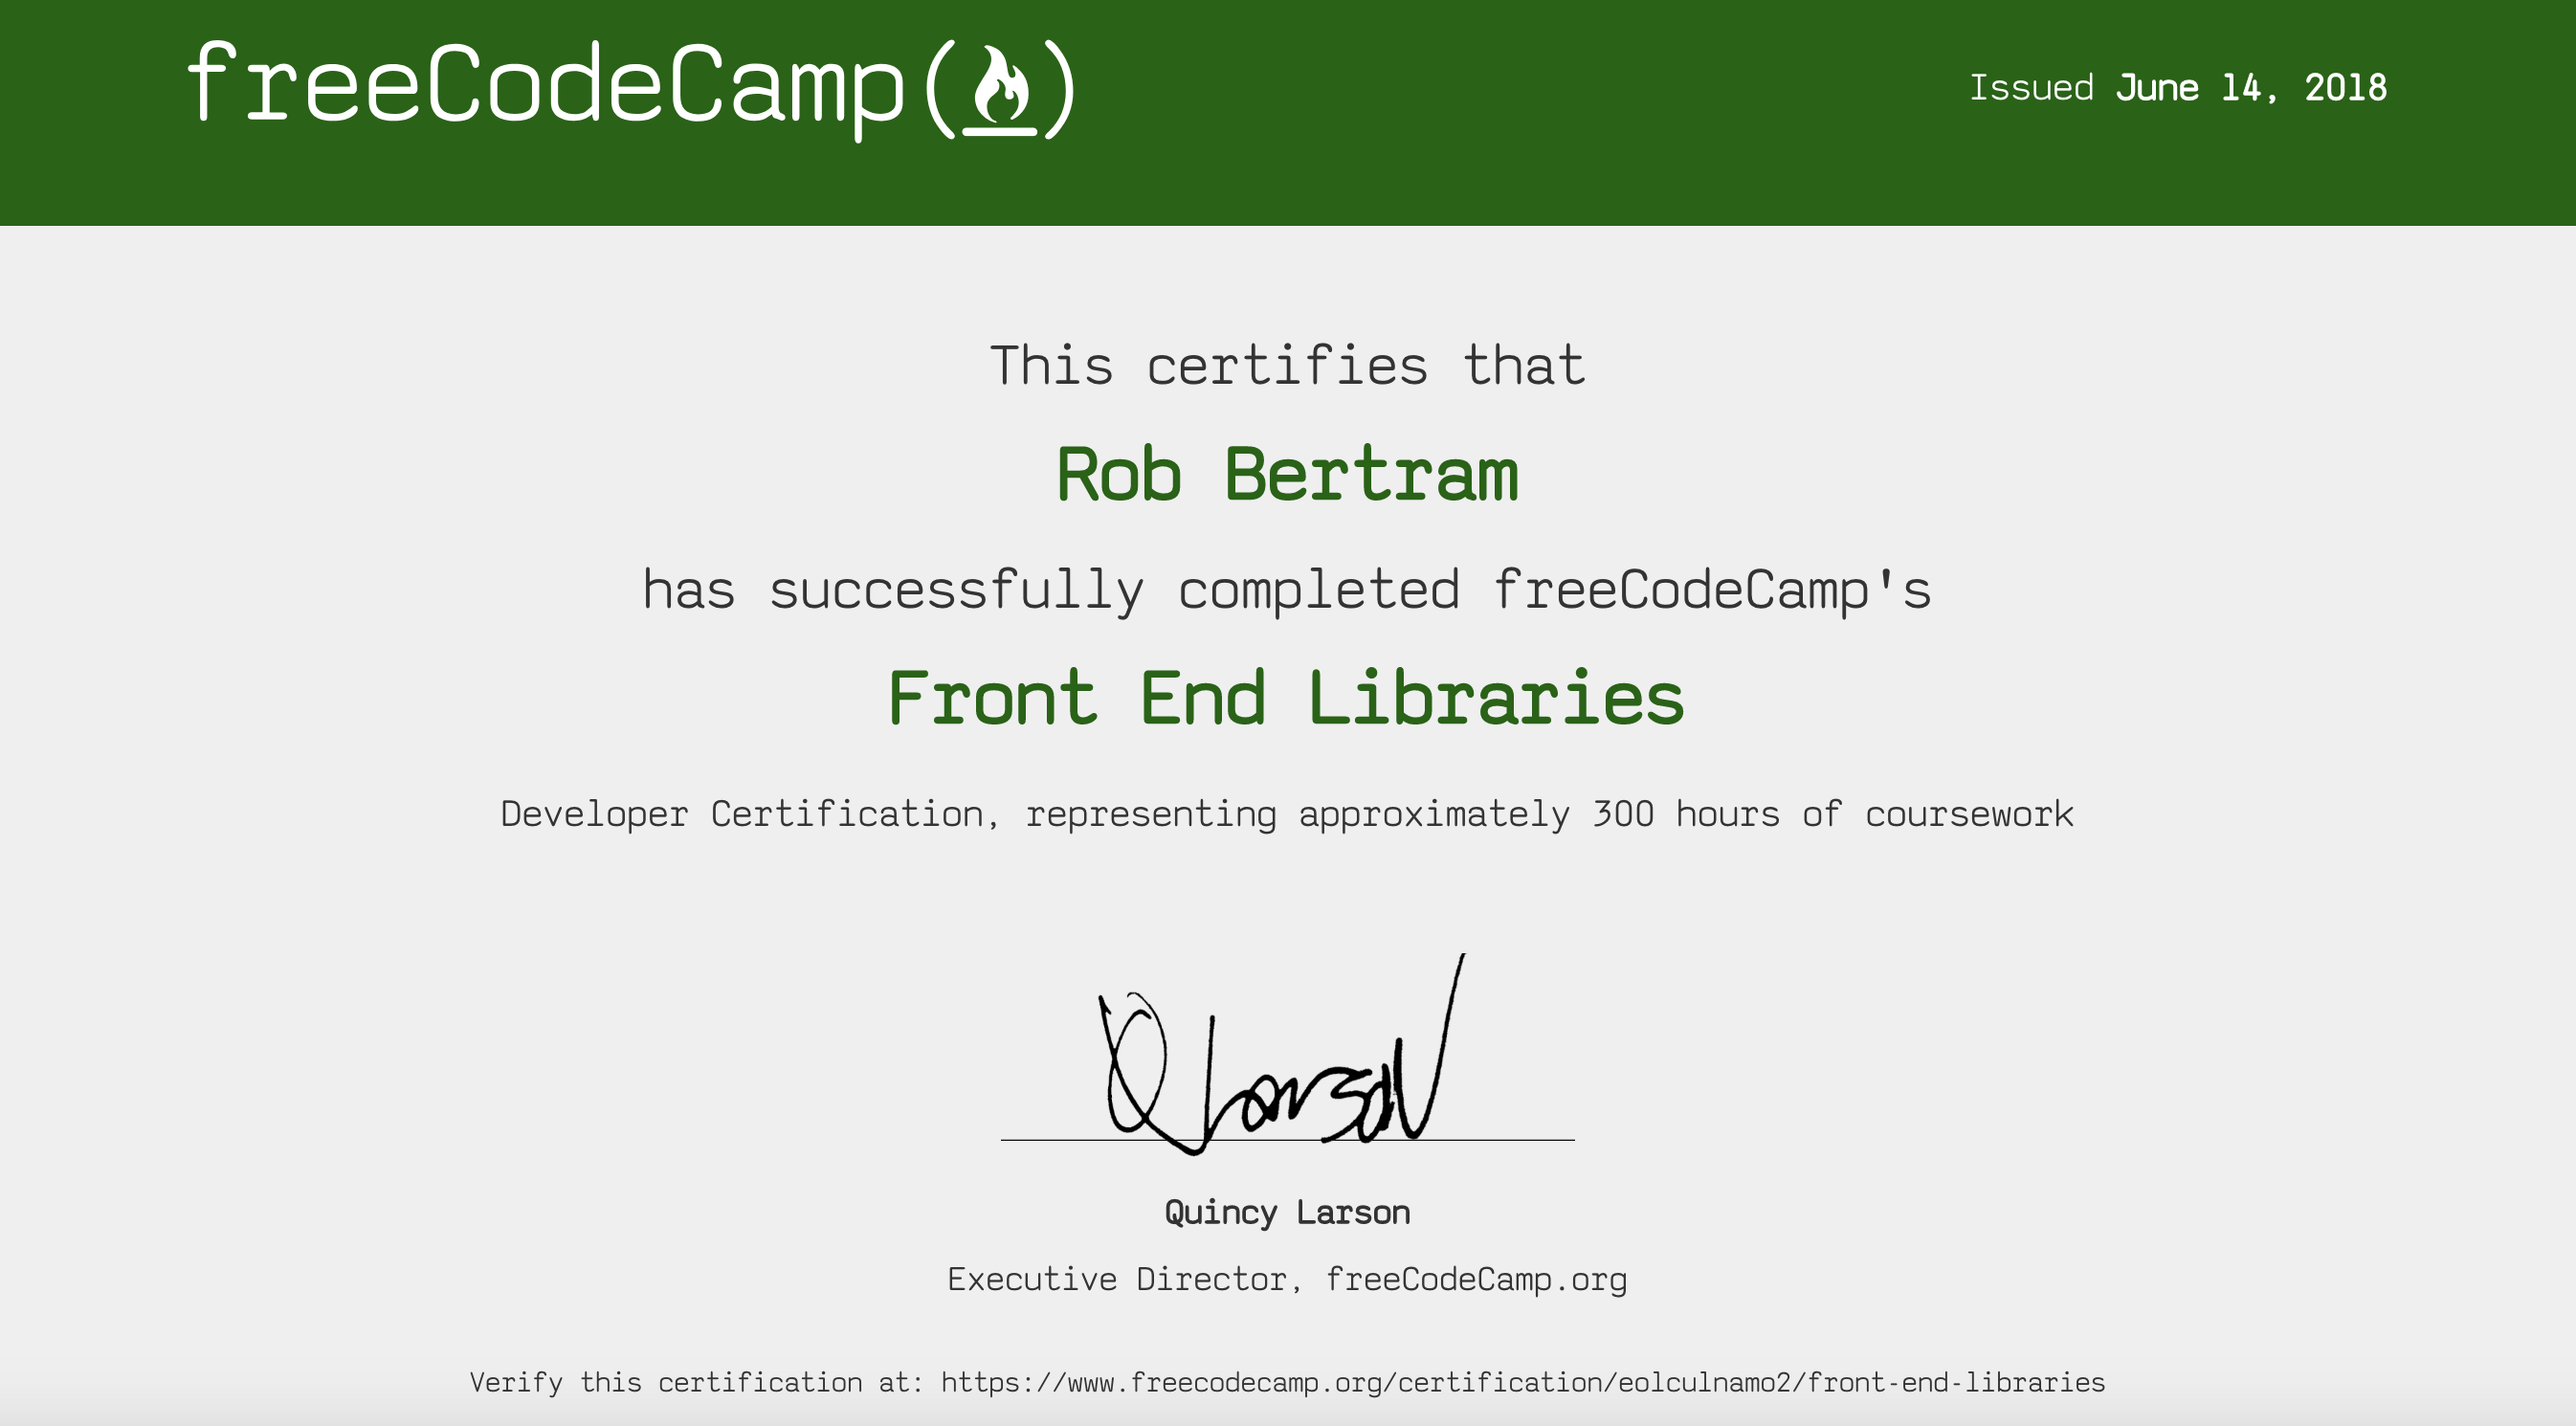 freeCodeCamp(🔥)
Issued June 14, 2018
This certifies that
Rob Bertram
has successfully completed freeCodeCamp's
Front End Libraries
Developer Certification, representing approximately 300 hours of coursework
QLarson
Quincy Larson
Executive Director, freeCodeCamp.org
Verify this certification at: https://www.freecodecamp.org/certification/eolculnamo2/front-end-libraries